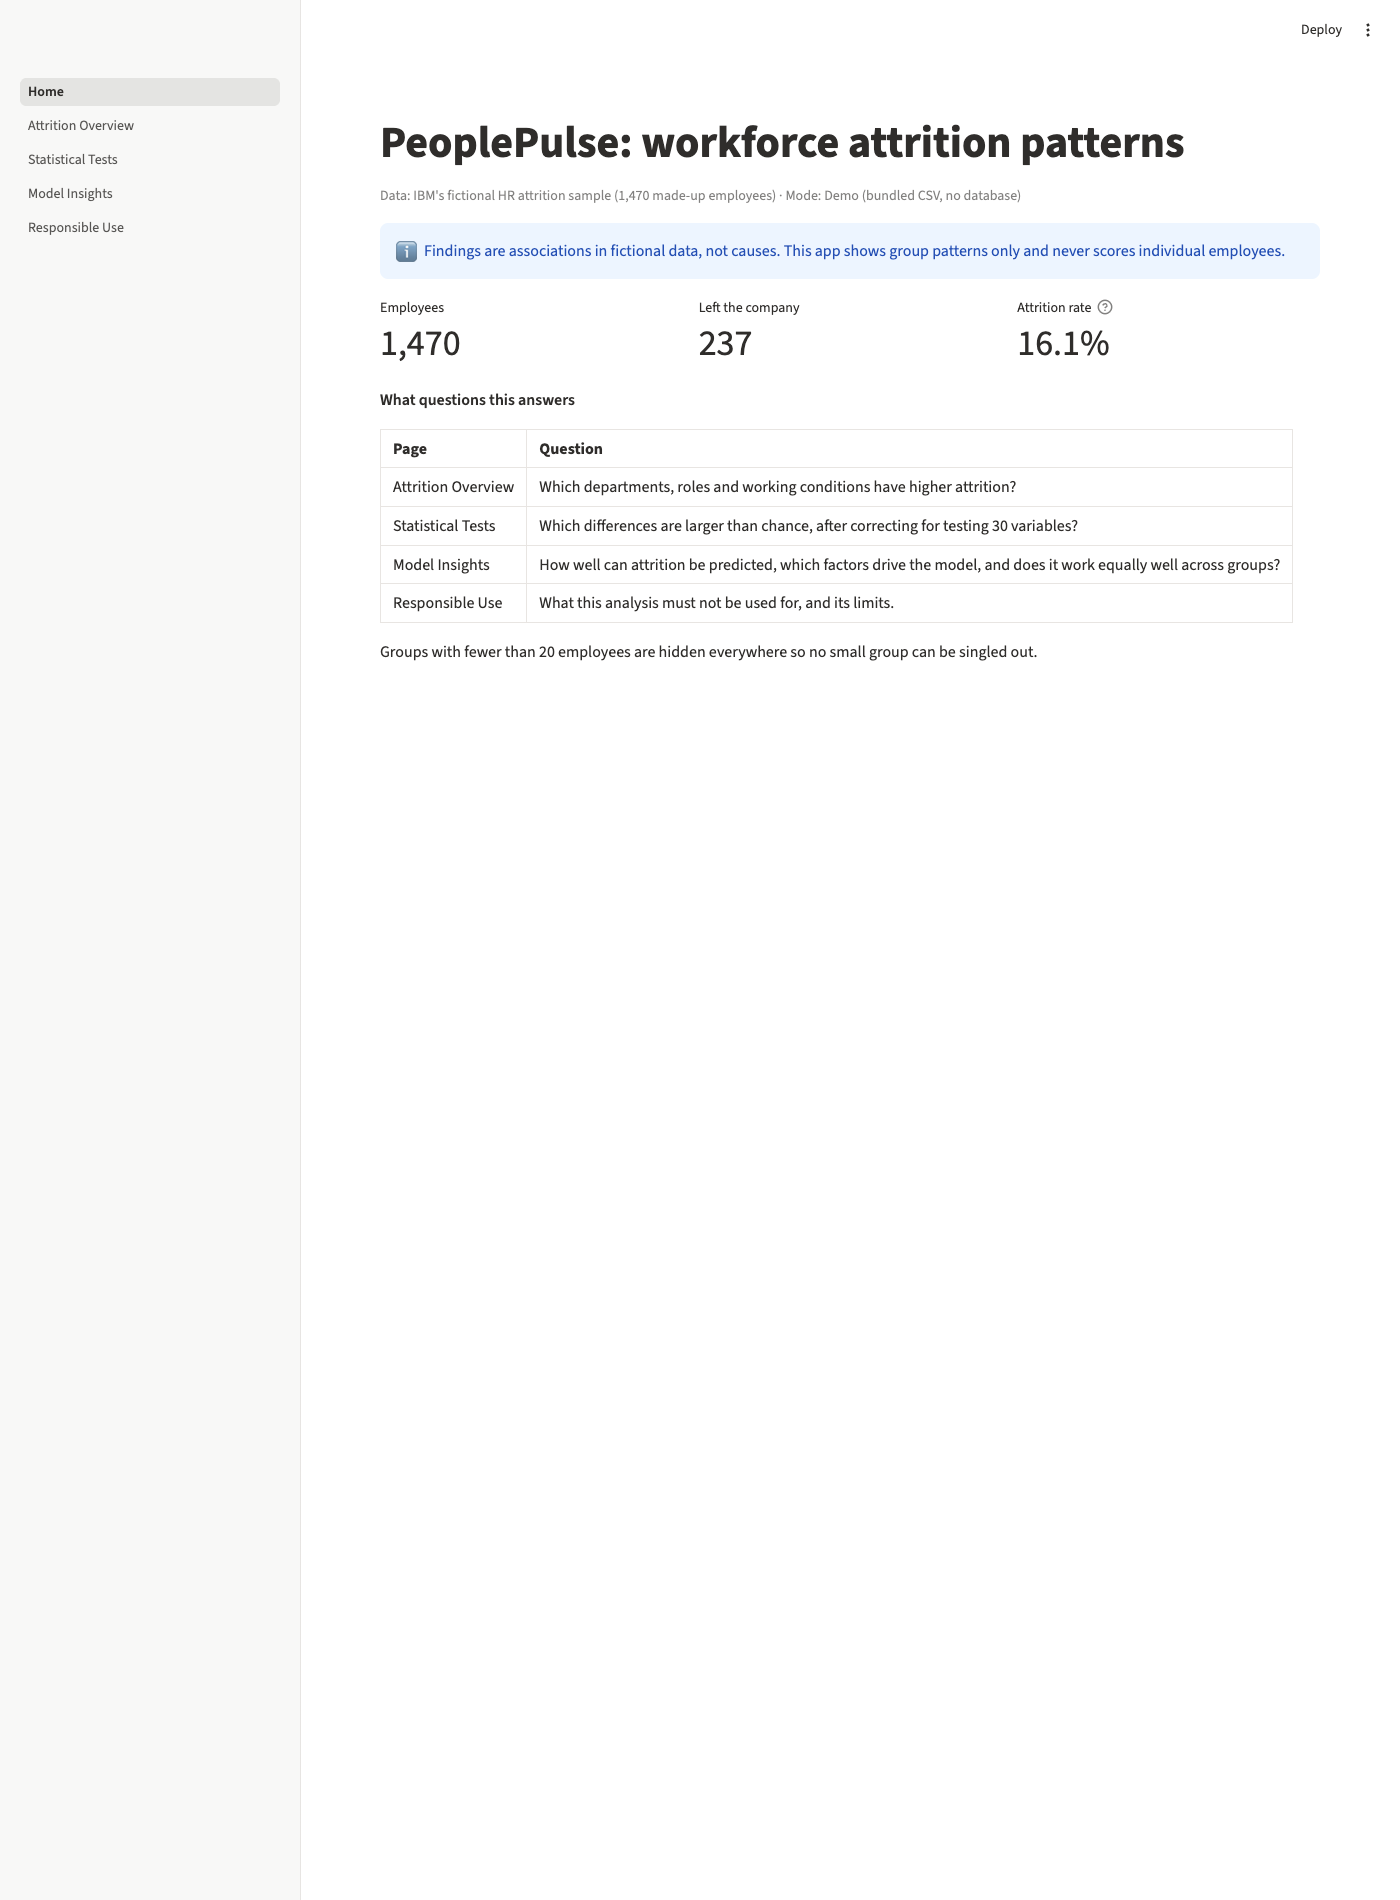 Deploy
Home
Attrition Overview
Statistical Tests
Model Insights
Responsible Use
PeoplePulse: workforce attrition patterns
Data: IBM's fictional HR attrition sample (1,470 made-up employees) · Mode: Demo (bundled CSV, no database)
Findings are associations in fictional data, not causes. This app shows group patterns only and never scores individual employees.
Employees Left the company Attrition rate
1,470 237 16.1%
What questions this answers
Page Question
Attrition Overview Which departments, roles and working conditions have higher attrition?
Statistical Tests Which differences are larger than chance, after correcting for testing 30 variables?
Model Insights How well can attrition be predicted, which factors drive the model, and does it work equally well across groups?
Responsible Use What this analysis must not be used for, and its limits.
Groups with fewer than 20 employees are hidden everywhere so no small group can be singled out.